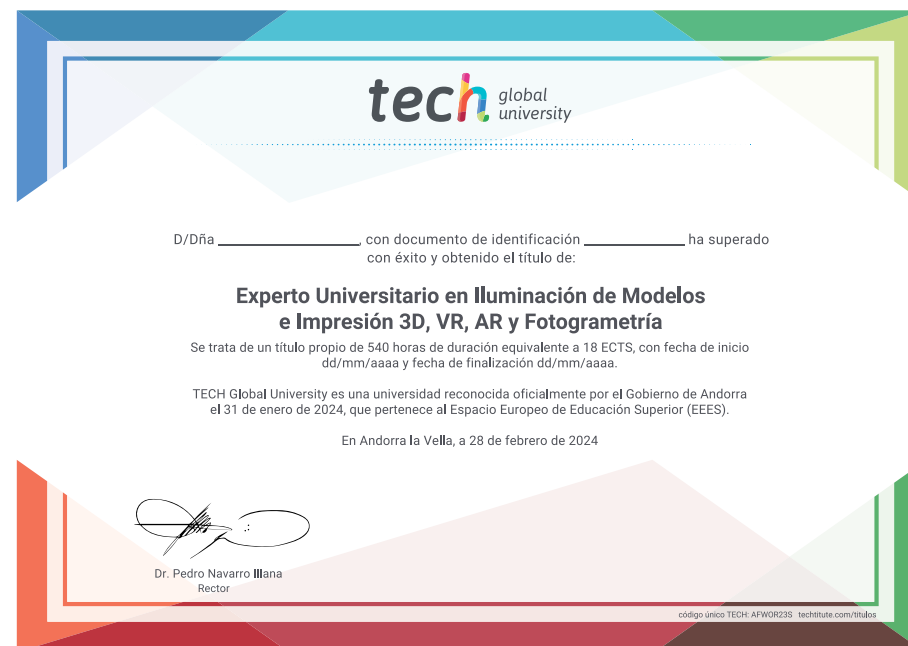 tech global
university
D/Dña ____________________, con documento de identificación ______________ ha superado
con éxito y obtenido el título de:
Experto Universitario en Iluminación de Modelos
e Impresión 3D, VR, AR y Fotogrametría
Se trata de un título propio de 540 horas de duración equivalente a 18 ECTS, con fecha de inicio
dd/mm/aaaa y fecha de finalización dd/mm/aaaa.
TECH Global University es una universidad reconocida oficialmente por el Gobierno de Andorra
el 31 de enero de 2024, que pertenece al Espacio Europeo de Educación Superior (EEES).
En Andorra la Vella, a 28 de febrero de 2024
Dr. Pedro Navarro Illana
Rector
código único TECH: AFWOR23S techtitute.com/titulos